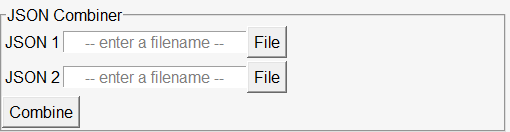 JSON Combiner
JSON 1 -- enter a filename -- File
JSON 2 -- enter a filename -- File
Combine